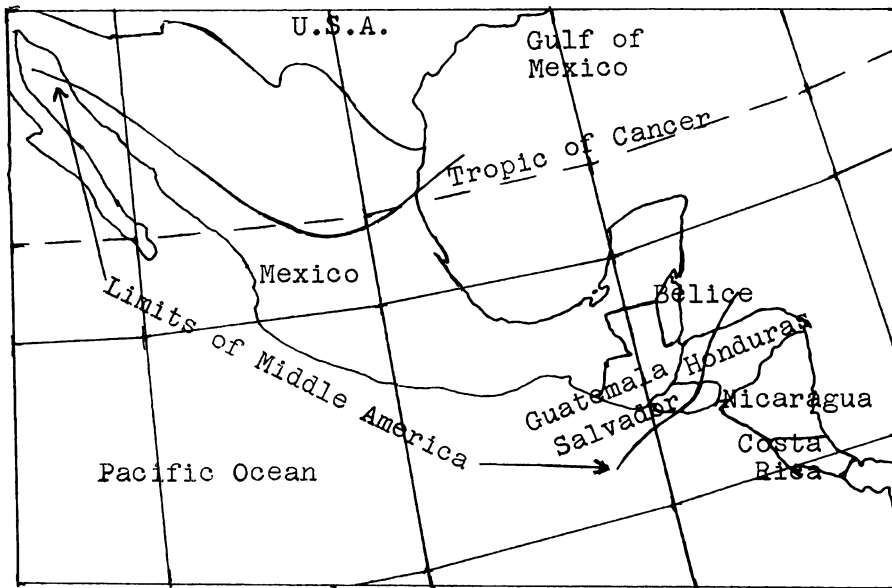 U.S.A.
Gulf of
Mexico
Tropic of Cancer
Mexico
Limits of Middle America
Belice
Guatemala
Honduras
Salvador
Nicaragua
Costa
Rica
Pacific Ocean